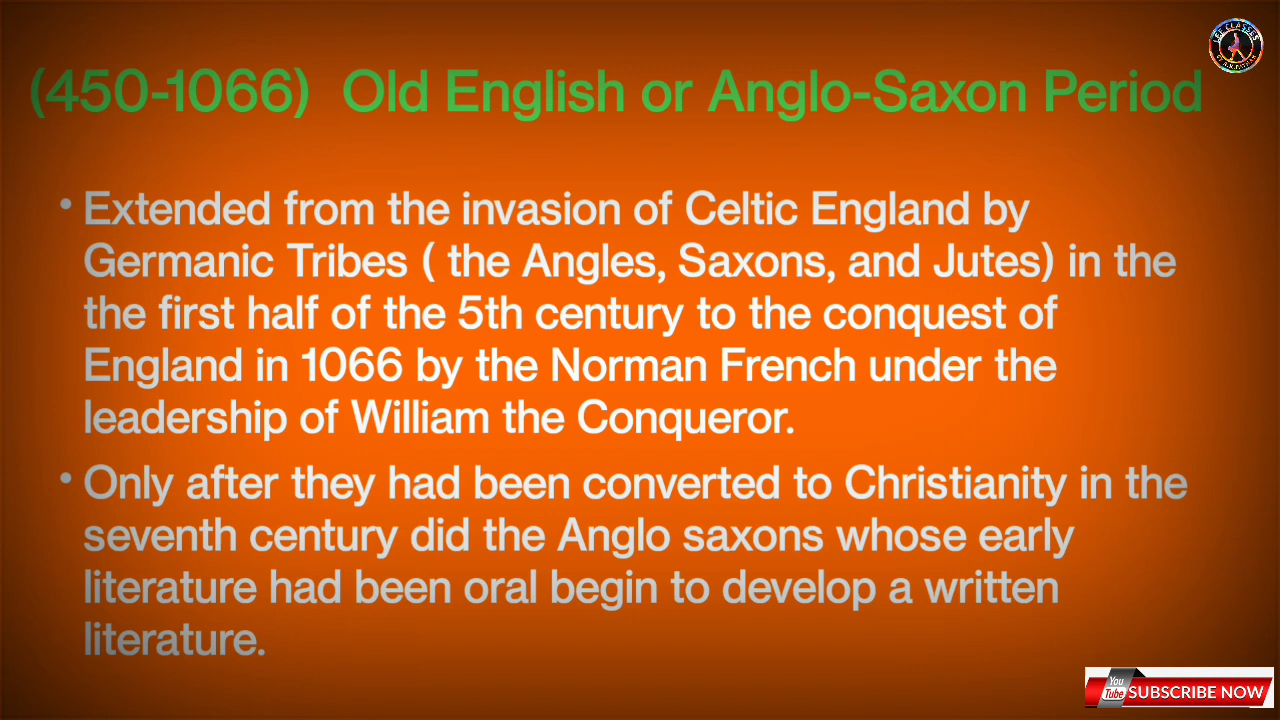 (450-1066) Old English or Anglo-Saxon Period
• Extended from the invasion of Celtic England by
Germanic Tribes ( the Angles, Saxons, and Jutes) in the
the first half of the 5th century to the conquest of
England in 1066 by the Norman French under the
leadership of William the Conqueror.
• Only after they had been converted to Christianity in the
seventh century did the Anglo saxons whose early
literature had been oral begin to develop a written
literature.
You
Tube SUBSCRIBE NOW